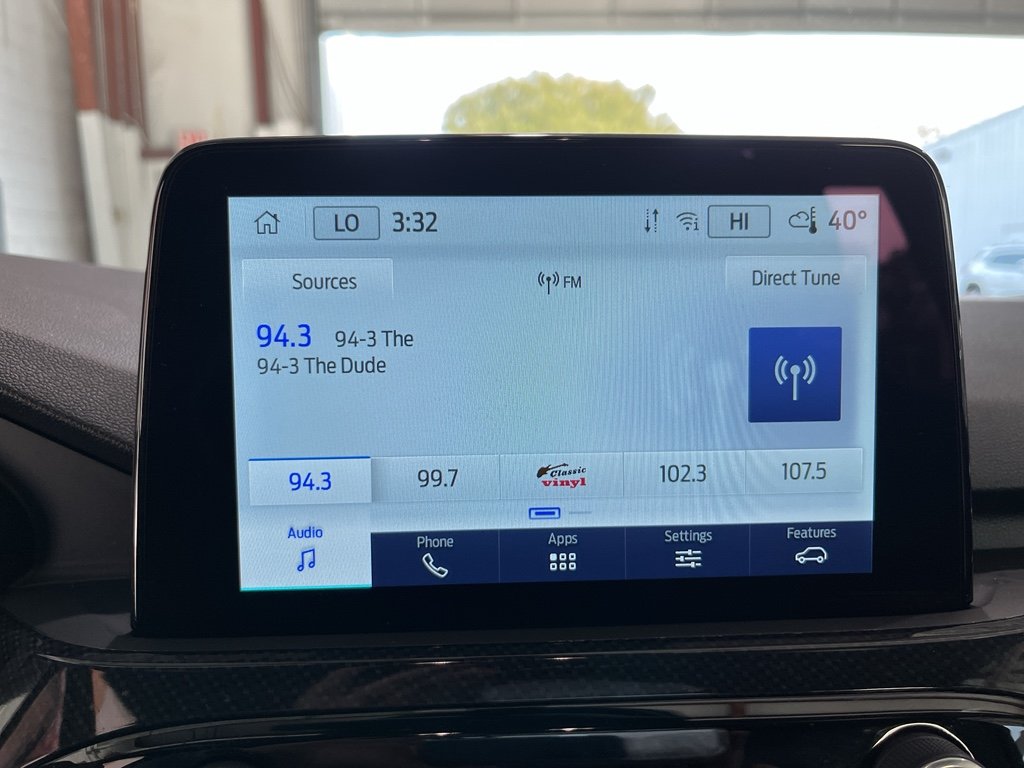 LO 3:32 HI 40°
Sources FM Direct Tune
94.3 94-3 The
94-3 The Dude
94.3 99.7 Classic vinyl 102.3 107.5
Audio Phone Apps Settings Features